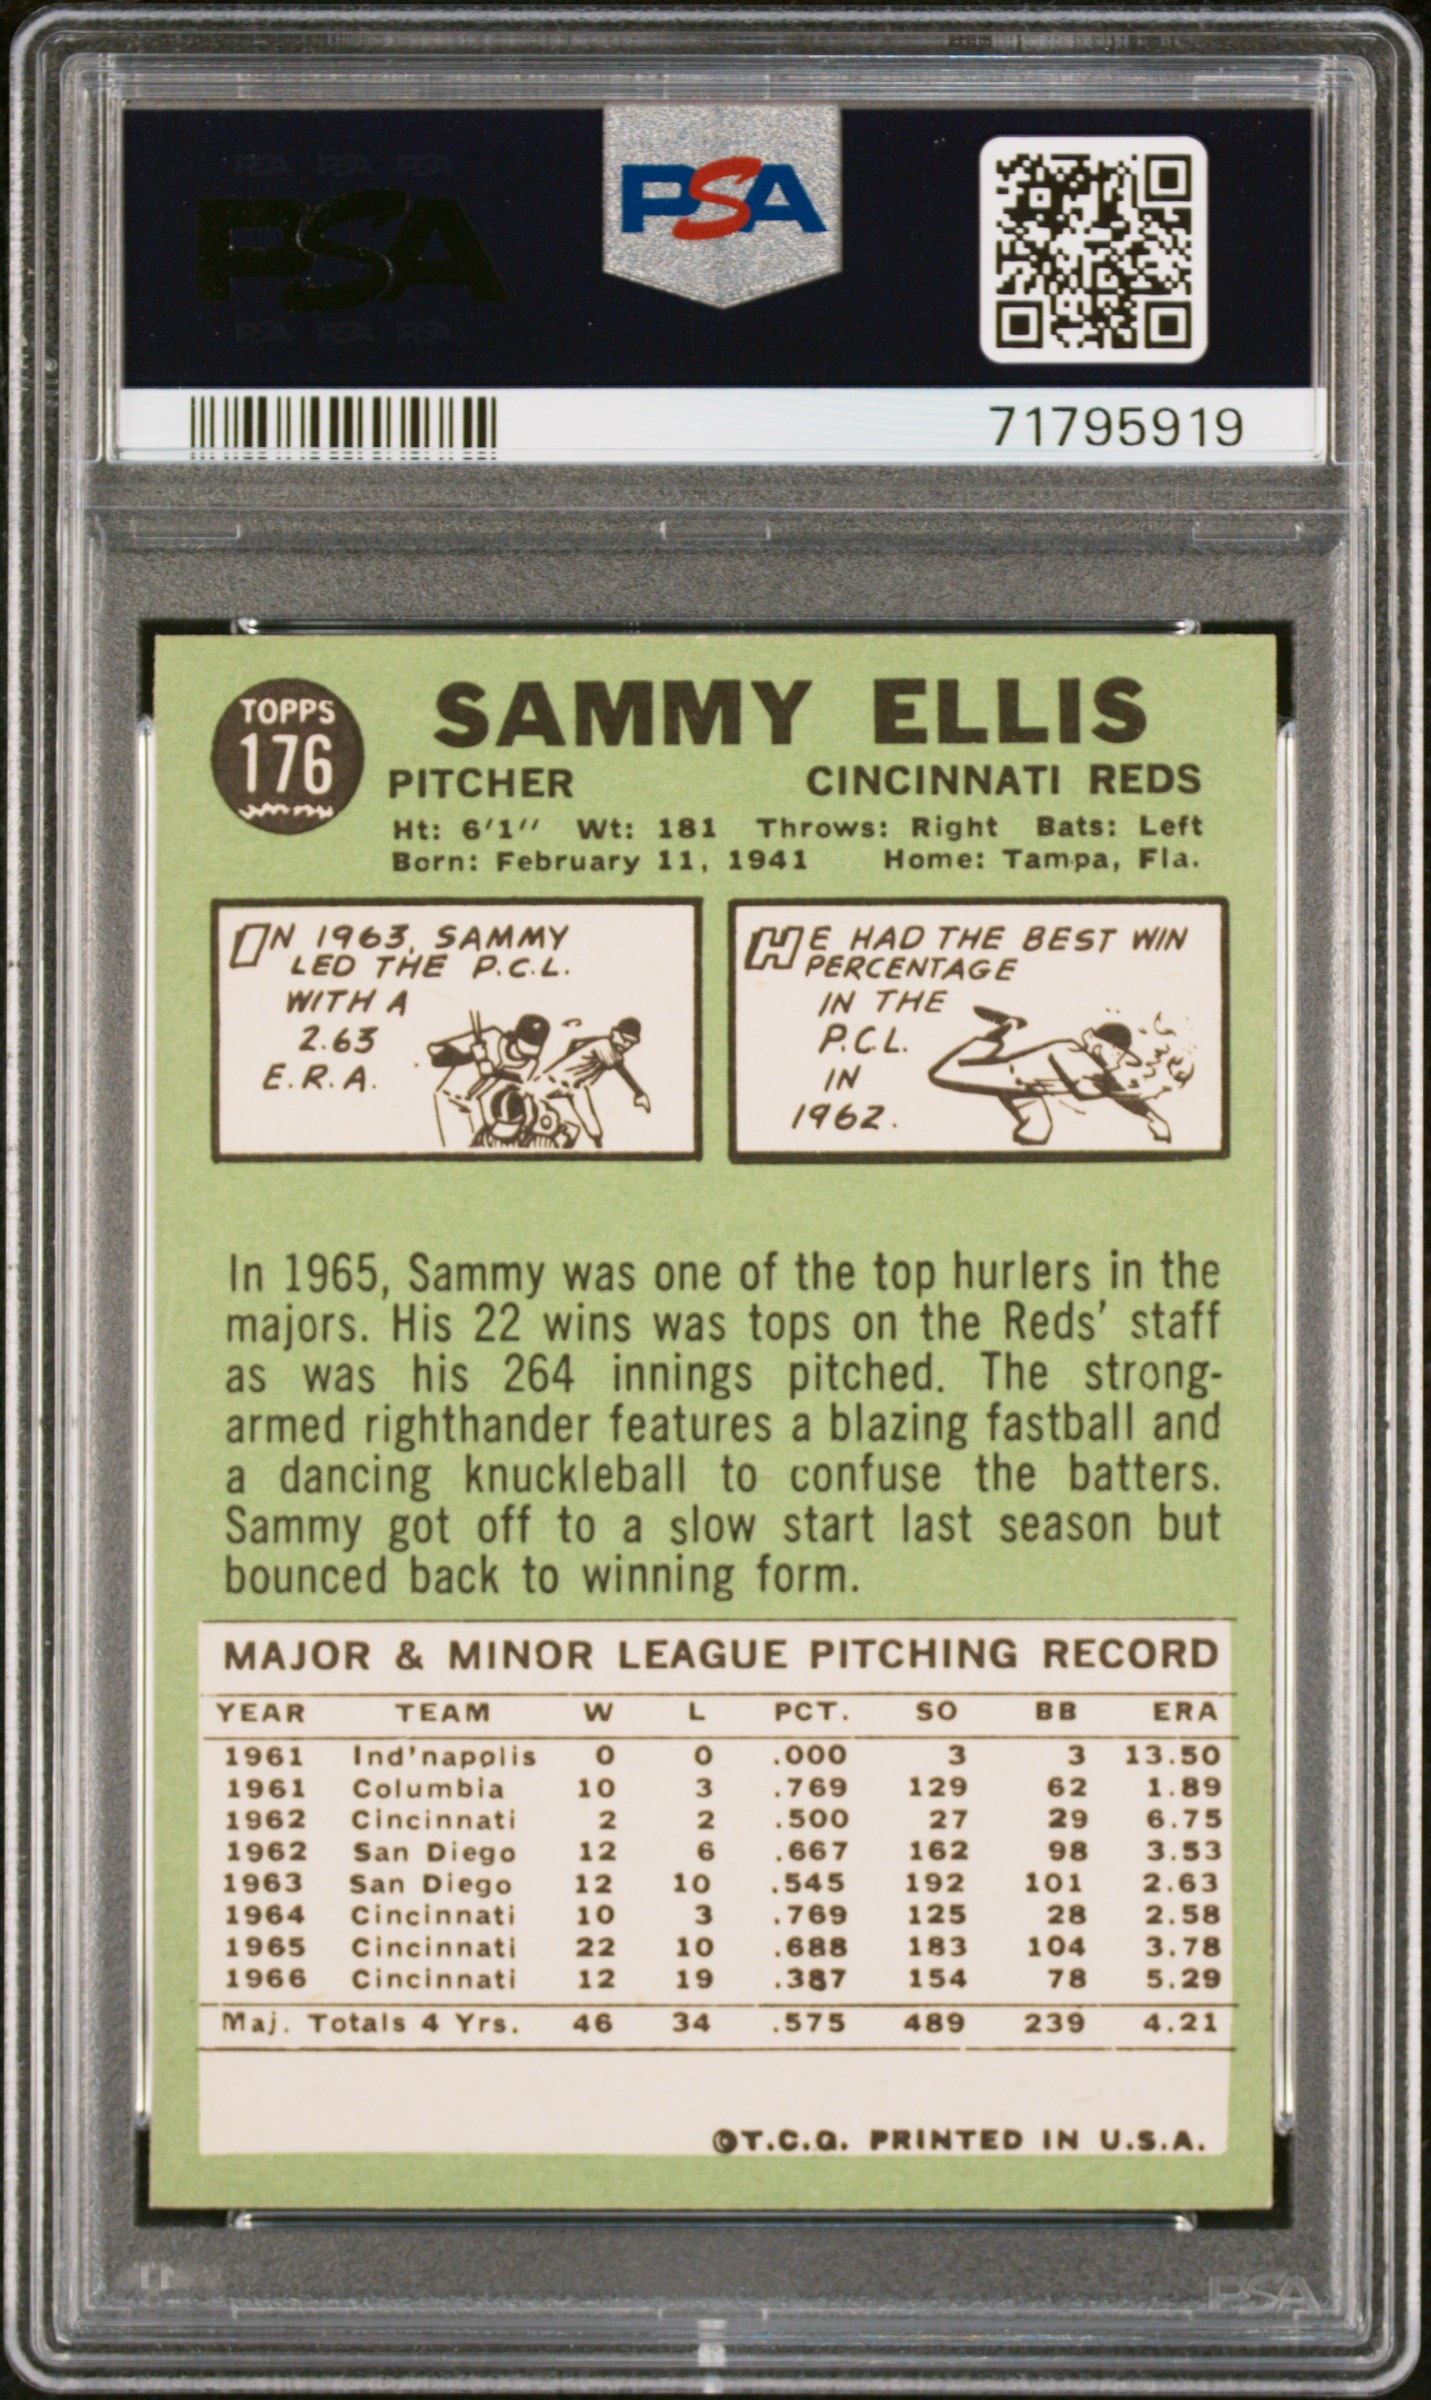 PSA PSA PSA
PSA
PSA PSA PSA
PSA
71795919
TOPPS
176
SAMMY ELLIS
PITCHER CINCINNATI REDS
Ht: 6'1" Wt: 181 Throws: Right Bats: Left
Born: February 11, 1941 Home: Tampa, Fla.
IN 1963, SAMMY
LED THE P.C.L.
WITH A
2.63
E.R.A.
HE HAD THE BEST WIN
PERCENTAGE
IN THE
P.C.L.
IN
1962.
In 1965, Sammy was one of the top hurlers in the
majors. His 22 wins was tops on the Reds' staff
as was his 264 innings pitched. The strong-
armed righthander features a blazing fastball and
a dancing knuckleball to confuse the batters.
Sammy got off to a slow start last season but
bounced back to winning form.
MAJOR & MINOR LEAGUE PITCHING RECORD
YEAR TEAM W L PCT. SO BB ERA
1961 Ind'napolis 0 0 .000 3 3 13.50
1961 Columbia 10 3 .769 129 62 1.89
1962 Cincinnati 2 2 .500 27 29 6.75
1962 San Diego 12 6 .667 162 98 3.53
1963 San Diego 12 10 .545 192 101 2.63
1964 Cincinnati 10 3 .769 125 28 2.58
1965 Cincinnati 22 10 .688 183 104 3.78
1966 Cincinnati 12 19 .387 154 78 5.29
Maj. Totals 4 Yrs. 46 34 .575 489 239 4.21
©T.C.G. PRINTED IN U.S.A.
PSA